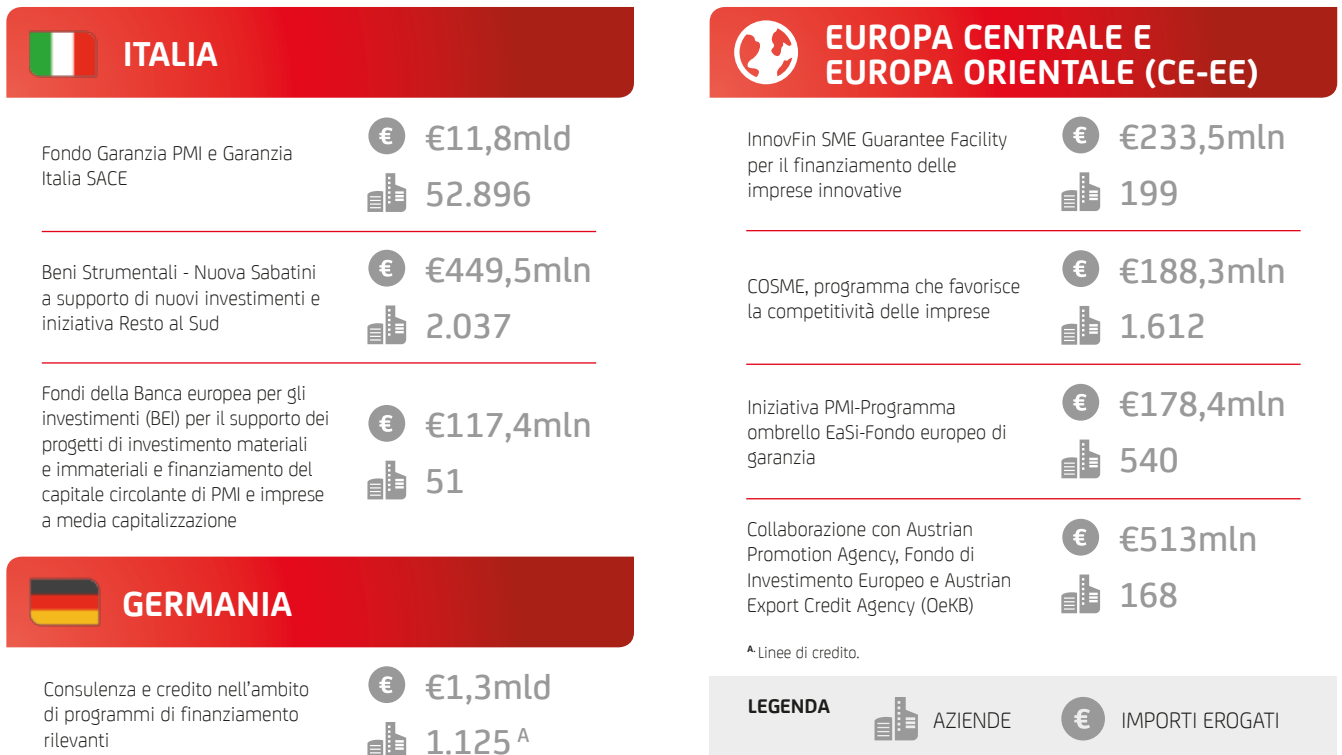 ITALIA
Fondo Garanzia PMI e Garanzia
Italia SACE
€
€11,8mld
52.896
Beni Strumentali - Nuova Sabatini
a supporto di nuovi investimenti e
iniziativa Resto al Sud
€
€449,5mln
2.037
Fondi della Banca europea per gli
investimenti (BEI) per il supporto dei
progetti di investimento materiali
e immateriali e finanziamento del
capitale circolante di PMI e imprese
a media capitalizzazione
€
€117,4mln
51
GERMANIA
Consulenza e credito nell'ambito
di programmi di finanziamento
rilevanti
€
€1,3mld
1.125 A
EUROPA CENTRALE E
EUROPA ORIENTALE (CE-EE)
InnovFin SME Guarantee Facility
per il finanziamento delle
imprese innovative
€
€233,5mln
199
COSME, programma che favorisce
la competitività delle imprese
€
€188,3mln
1.612
Iniziativa PMI-Programma
ombrello EaSi-Fondo europeo di
garanzia
€
€178,4mln
540
Collaborazione con Austrian
Promotion Agency, Fondo di
Investimento Europeo e Austrian
Export Credit Agency (OeKB)
€
€513mln
168
A. Linee di credito.
LEGENDA
AZIENDE
€
IMPORTI EROGATI